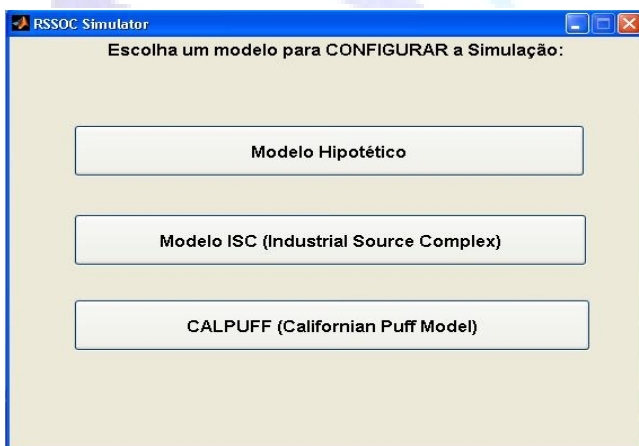 RSSOC Simulator
Escolha um modelo para CONFIGURAR a Simulação:
Modelo Hipotético
Modelo ISC (Industrial Source Complex)
CALPUFF (Californian Puff Model)